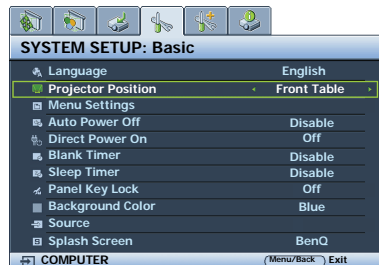 SYSTEM SETUP: Basic
Language English
Projector Position Front Table
Menu Settings
Auto Power Off Disable
Direct Power On Off
Blank Timer Disable
Sleep Timer Disable
Panel Key Lock Off
Background Color Blue
Source
Splash Screen BenQ
COMPUTER Menu/Back Exit